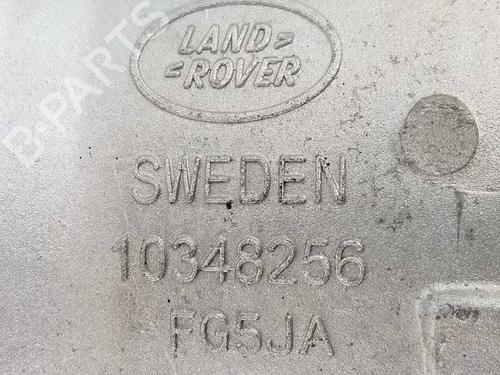 B-PARTS
LAND>
<ROVER
SWEDEN
10348256
FG5JA